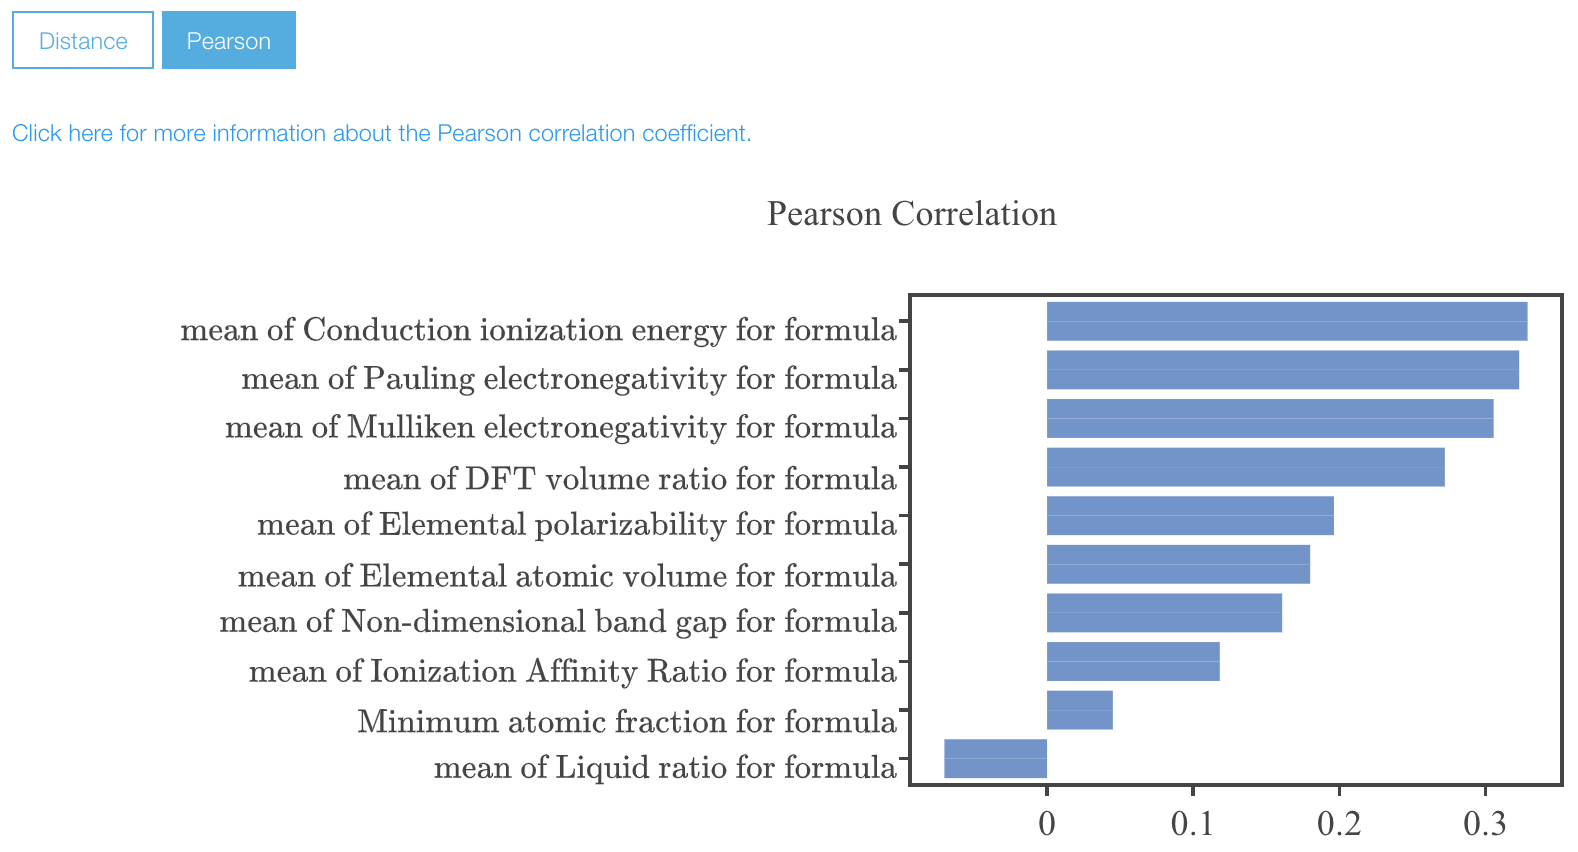 Distance
Pearson
Click here for more information about the Pearson correlation coefficient.
Pearson Correlation
mean of Conduction ionization energy for formula
mean of Pauling electronegativity for formula
mean of Mulliken electronegativity for formula
mean of DFT volume ratio for formula
mean of Elemental polarizability for formula
mean of Elemental atomic volume for formula
mean of Non-dimensional band gap for formula
mean of Ionization Affinity Ratio for formula
Minimum atomic fraction for formula
mean of Liquid ratio for formula
0 0.1 0.2 0.3